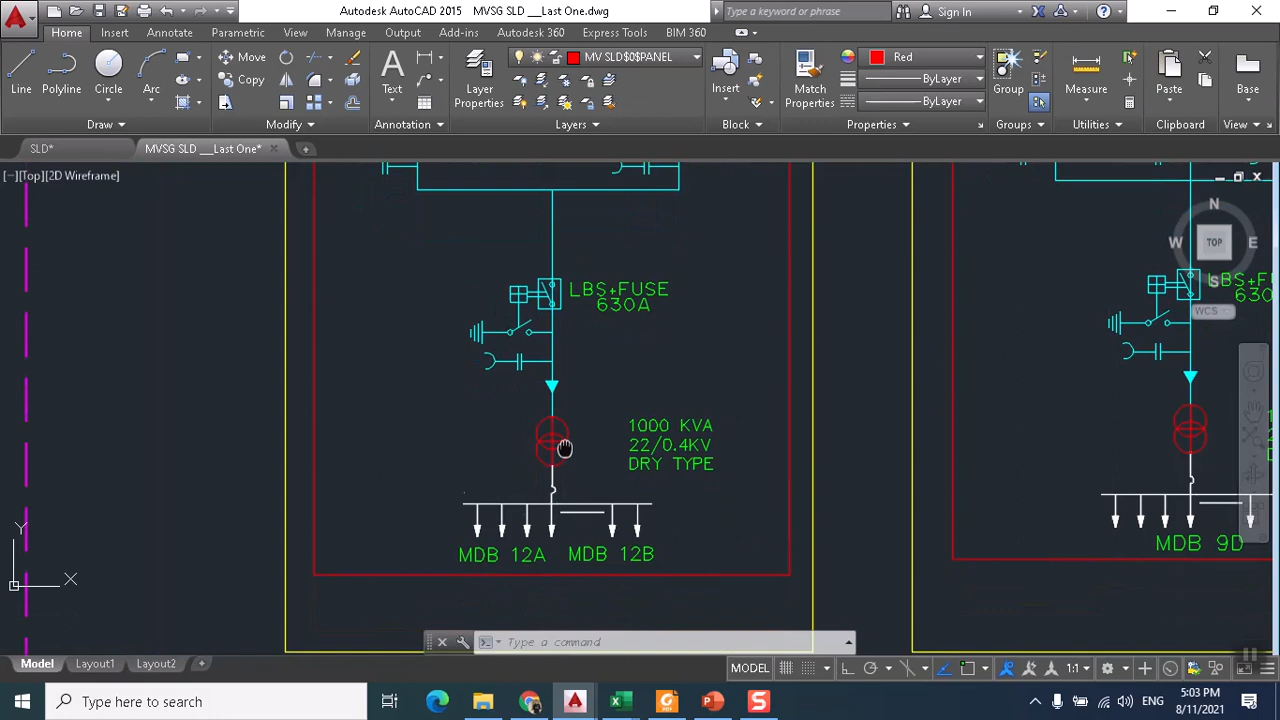 Autodesk AutoCAD 2015 MVSG SLD __Last One.dwg
Type a keyword or phrase
Sign In
Home Insert Annotate Parametric View Manage Output Add-ins Autodesk 360 Express Tools BIM 360
Line Polyline Circle Arc
Move
Copy
Text
Layer
Properties
MV SLD$0$PANEL
Insert
Match
Properties
Red
ByLayer
ByLayer
Group
Measure
Paste
Base
Draw Modify Annotation Layers Block Properties Groups Utilities Clipboard View
SLD* MVSG SLD __Last One*
[−][Top][2D Wireframe]
N
W TOP E
S
WCS
LBS+FUSE
630A
LBS+FUSE
630
1000 KVA
22/0.4KV
DRY TYPE
MDB 12A MDB 12B
MDB 9D
Y
X
Type a command
Model Layout1 Layout2
MODEL 1:1
Type here to search
ENG
5:03 PM
8/11/2021